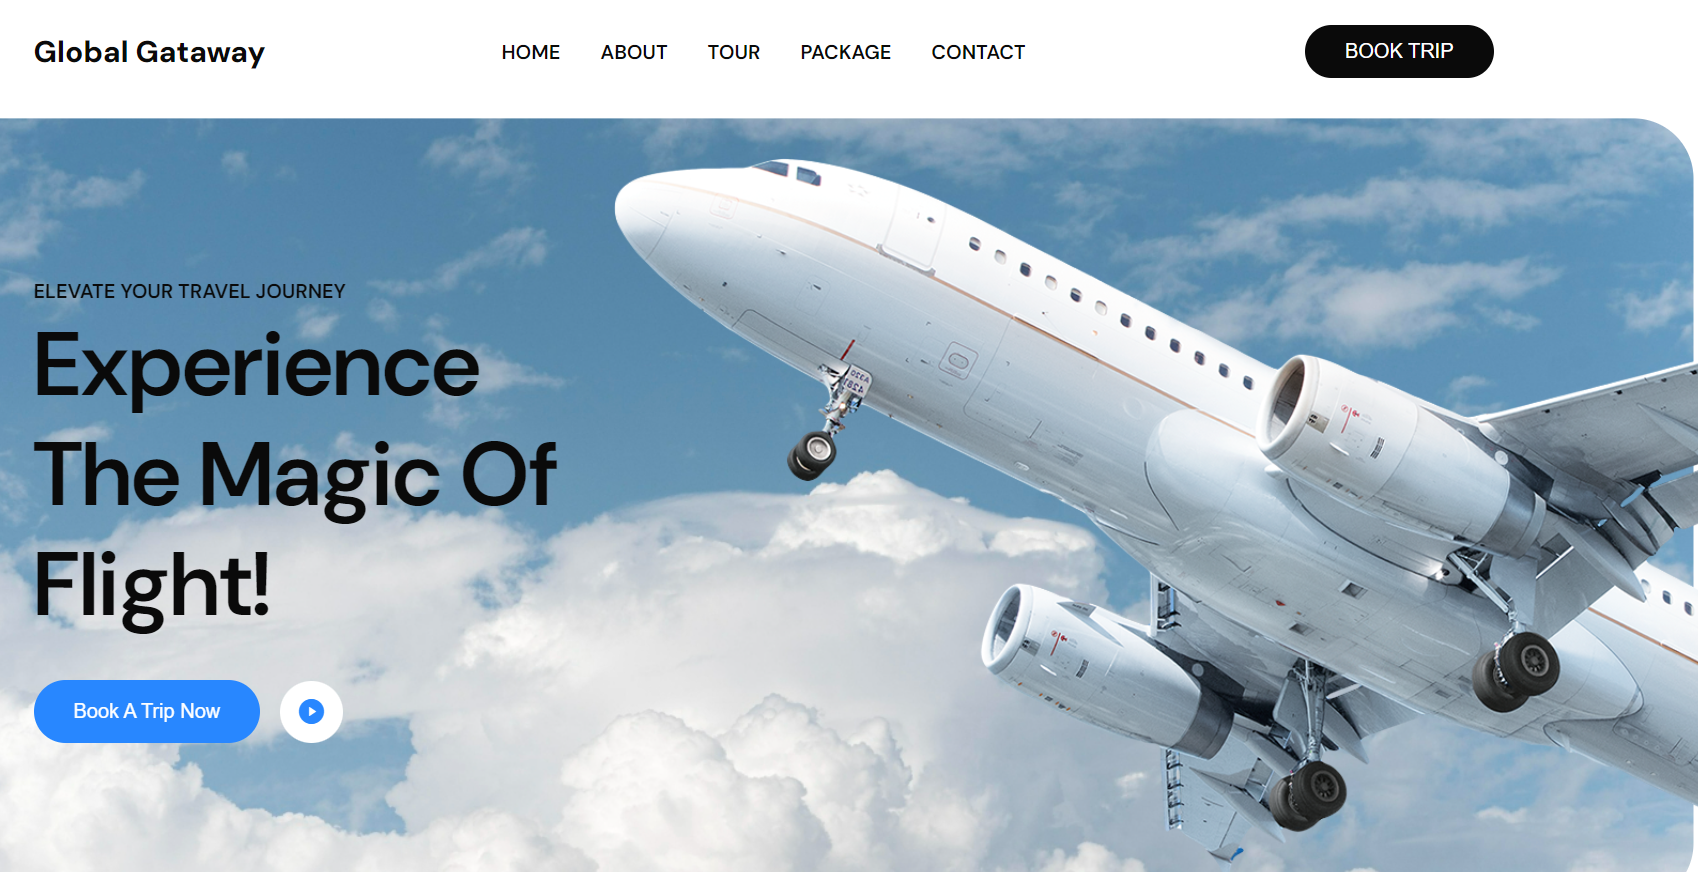 Global Gataway
HOME ABOUT TOUR PACKAGE CONTACT
BOOK TRIP
ELEVATE YOUR TRAVEL JOURNEY
Experience
The Magic Of
Flight!
Book A Trip Now